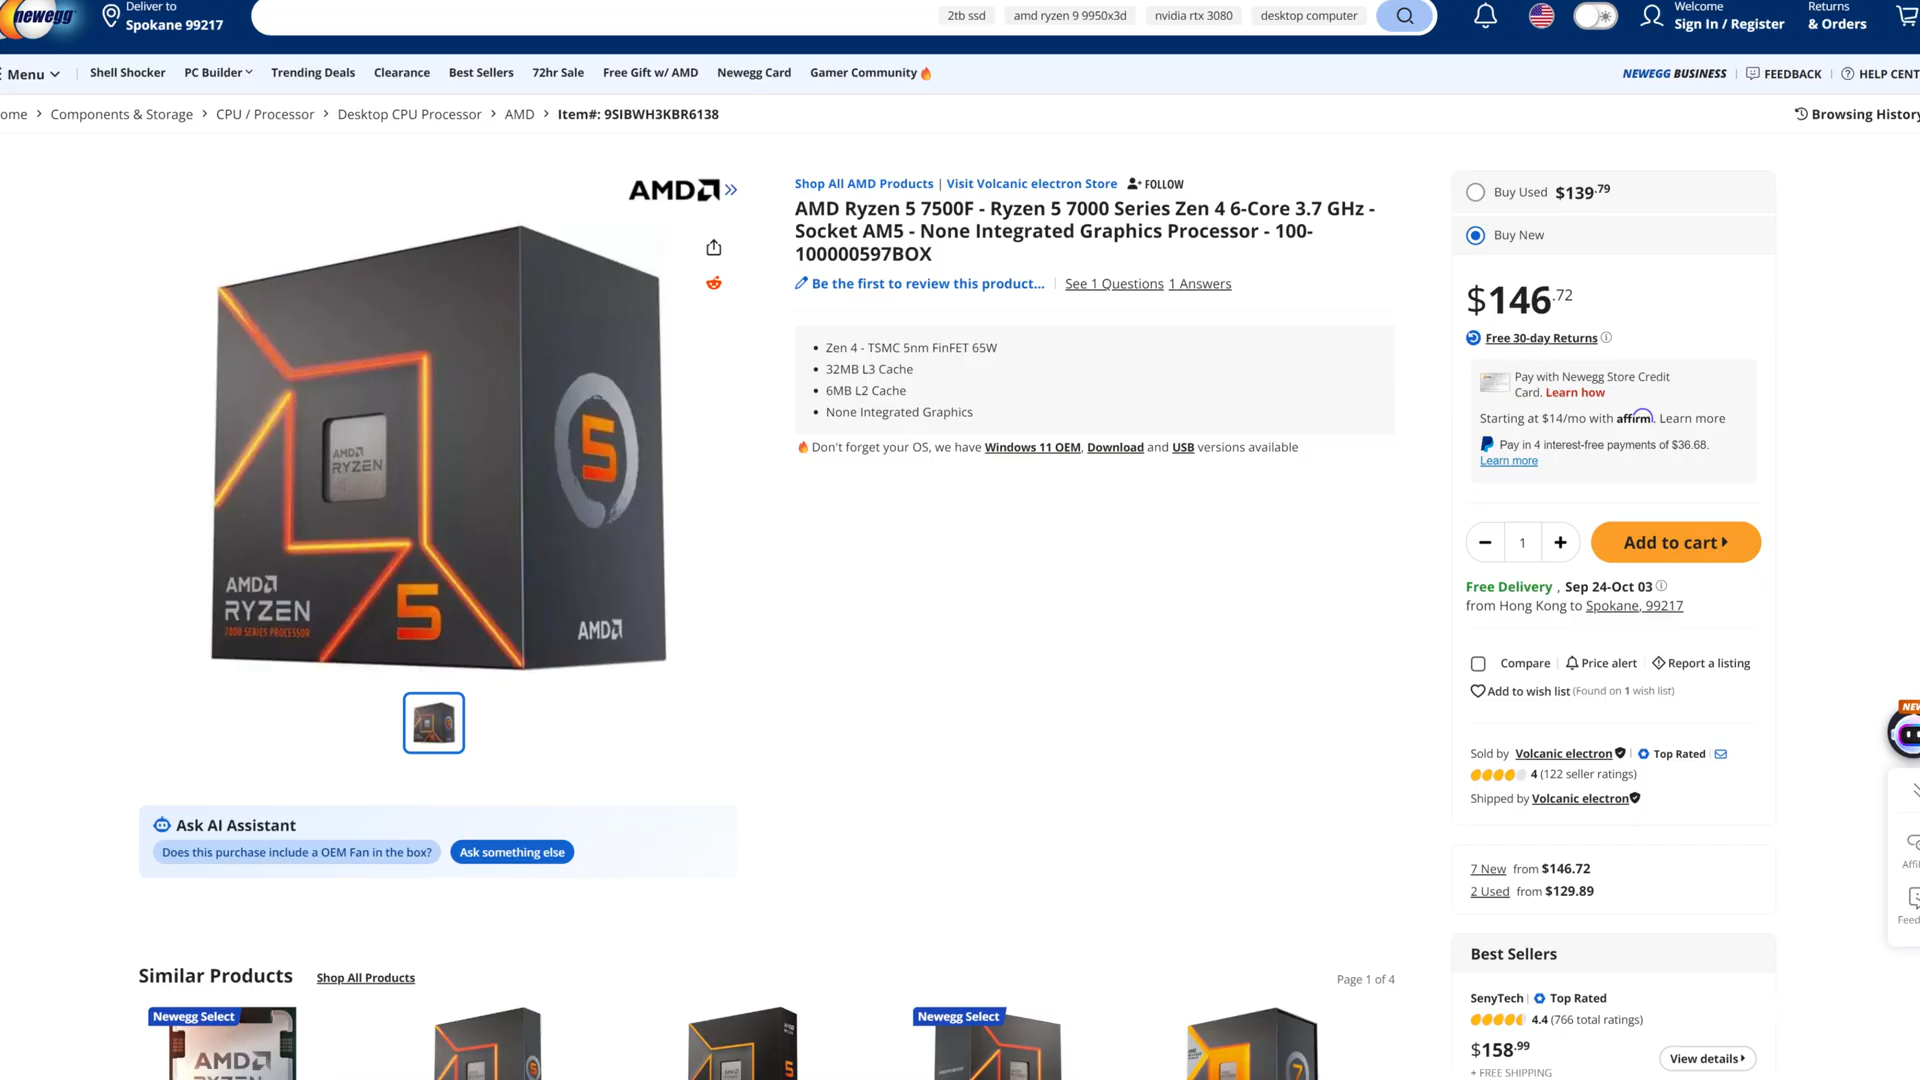 newegg
Deliver to
Spokane 99217
2tb ssd
amd ryzen 9 9950x3d
nvidia rtx 3080
desktop computer
Welcome
Sign In / Register
Returns
& Orders
Menu
Shell Shocker
PC Builder
Trending Deals
Clearance
Best Sellers
72hr Sale
Free Gift w/ AMD
Newegg Card
Gamer Community
NEWEGG BUSINESS
FEEDBACK
HELP CENT
ome > Components & Storage > CPU / Processor > Desktop CPU Processor > AMD > Item#: 9SIBWH3KBR6138
Browsing History
AMD
AMD RYZEN
5
AMD
RYZEN
7000 SERIES PROCESSOR
5
AMD
Shop All AMD Products | Visit Volcanic electron Store FOLLOW
AMD Ryzen 5 7500F - Ryzen 5 7000 Series Zen 4 6-Core 3.7 GHz -
Socket AM5 - None Integrated Graphics Processor - 100-
100000597BOX
Be the first to review this product... See 1 Questions 1 Answers
• Zen 4 - TSMC 5nm FinFET 65W
• 32MB L3 Cache
• 6MB L2 Cache
• None Integrated Graphics
Don't forget your OS, we have Windows 11 OEM, Download and USB versions available
Buy Used $139.79
Buy New
$146.72
Free 30-day Returns
Pay with Newegg Store Credit
Card. Learn how
Starting at $14/mo with affirm. Learn more
Pay in 4 interest-free payments of $36.68.
Learn more
1
Add to cart
Free Delivery , Sep 24-Oct 03
from Hong Kong to Spokane, 99217
Compare
Price alert
Report a listing
Add to wish list (Found on 1 wish list)
Sold by Volcanic electron | Top Rated
4 (122 seller ratings)
Shipped by Volcanic electron
7 New from $146.72
2 Used from $129.89
Best Sellers
SenyTech | Top Rated
4.4 (766 total ratings)
$158.99
+ FREE SHIPPING
View details
NEW
Affi
Feed
Ask AI Assistant
Does this purchase include a OEM Fan in the box?
Ask something else
Similar Products
Shop All Products
Page 1 of 4
Newegg Select
AMD
RYZEN
5
5
Newegg Select
7